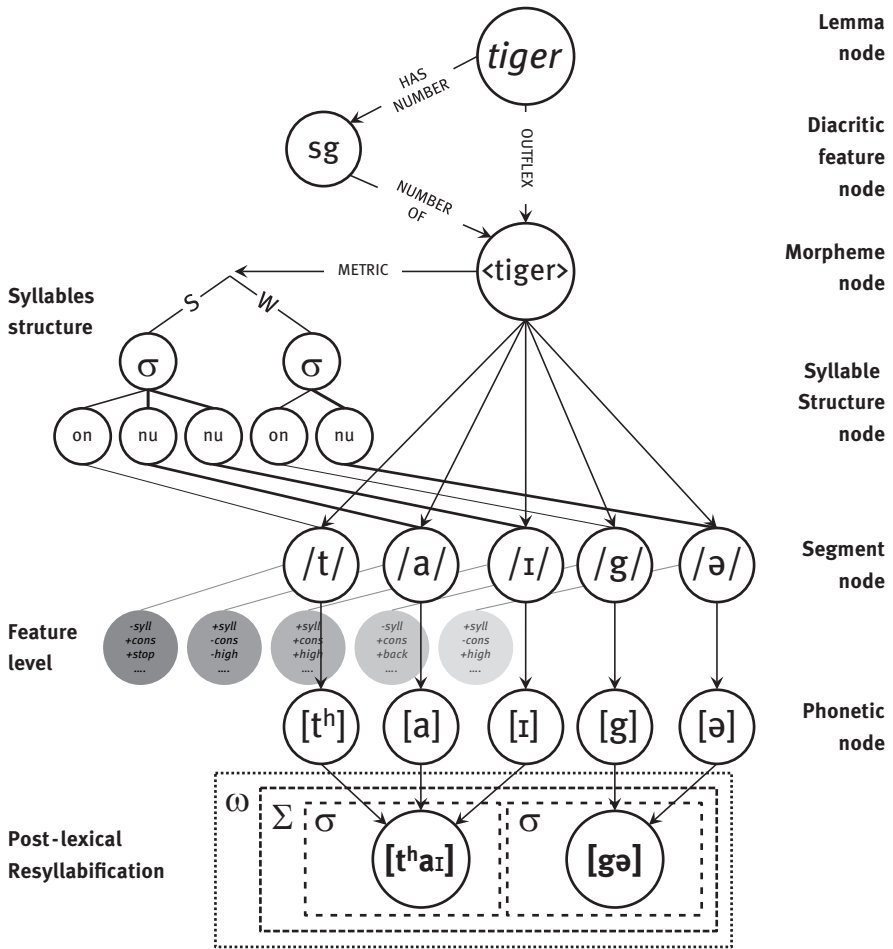 Lemma
node
tiger
HAS
NUMBER
Diacritic
feature
node
sg
OUTFLEX
NUMBER
OF
Morpheme
node
<tiger>
METRIC
Syllables
structure
S
W
σ
σ
Syllable
Structure
node
on
nu
nu
on
nu
Segment
node
/t/
/a/
/ɪ/
/g/
/ə/
Feature
level
-syll
+cons
+stop
....
+syll
-cons
-high
....
+syll
+cons
+high
....
-syll
+cons
+back
....
+syll
-cons
+high
....
Phonetic
node
[tʰ]
[a]
[ɪ]
[g]
[ə]
Post-lexical
Resyllabification
ω
Σ
σ
σ
[tʰaɪ]
[gə]